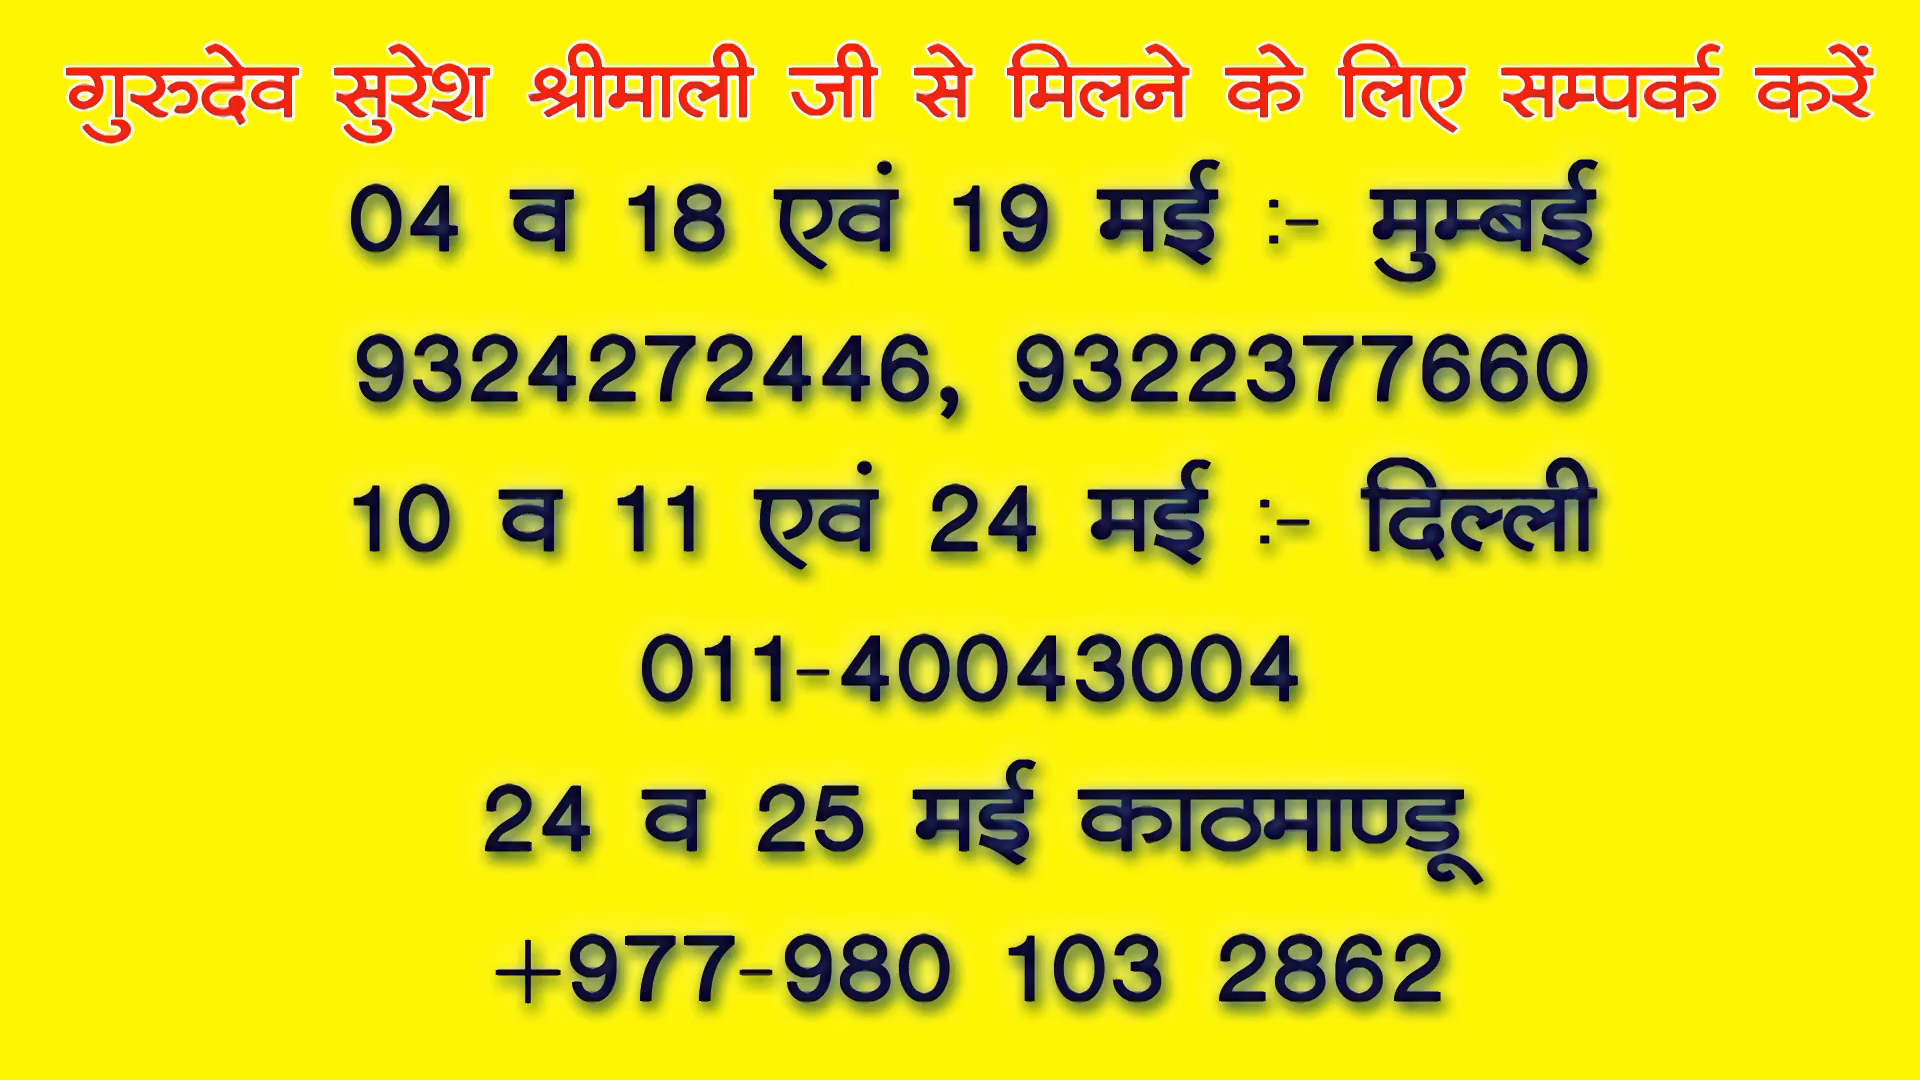 गुरुदेव सुरेश श्रीमाली जी से मिलने के लिए सम्पर्क करें
04 व 18 एवं 19 मई :- मुम्बई
9324272446, 9322377660
10 व 11 एवं 24 मई :- दिल्ली
011-40043004
24 व 25 मई काठमाण्डू
+977-980 103 2862